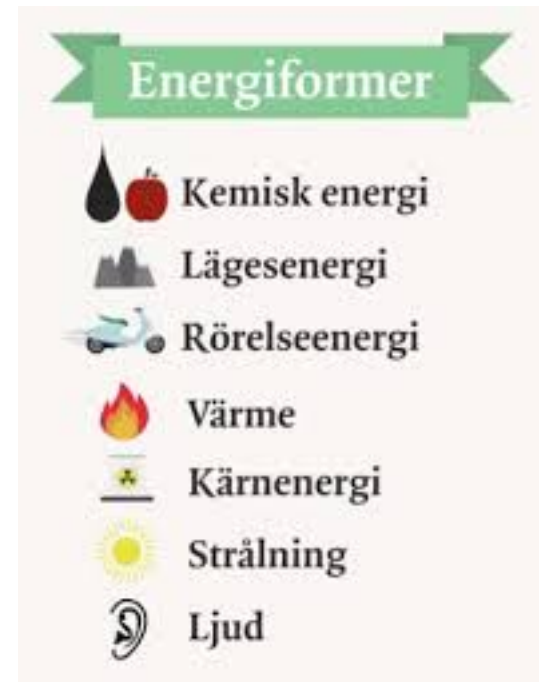 Energiformer
Kemisk energi
Lägesenergi
Rörelseenergi
Värme
Kärnenergi
Strålning
Ljud